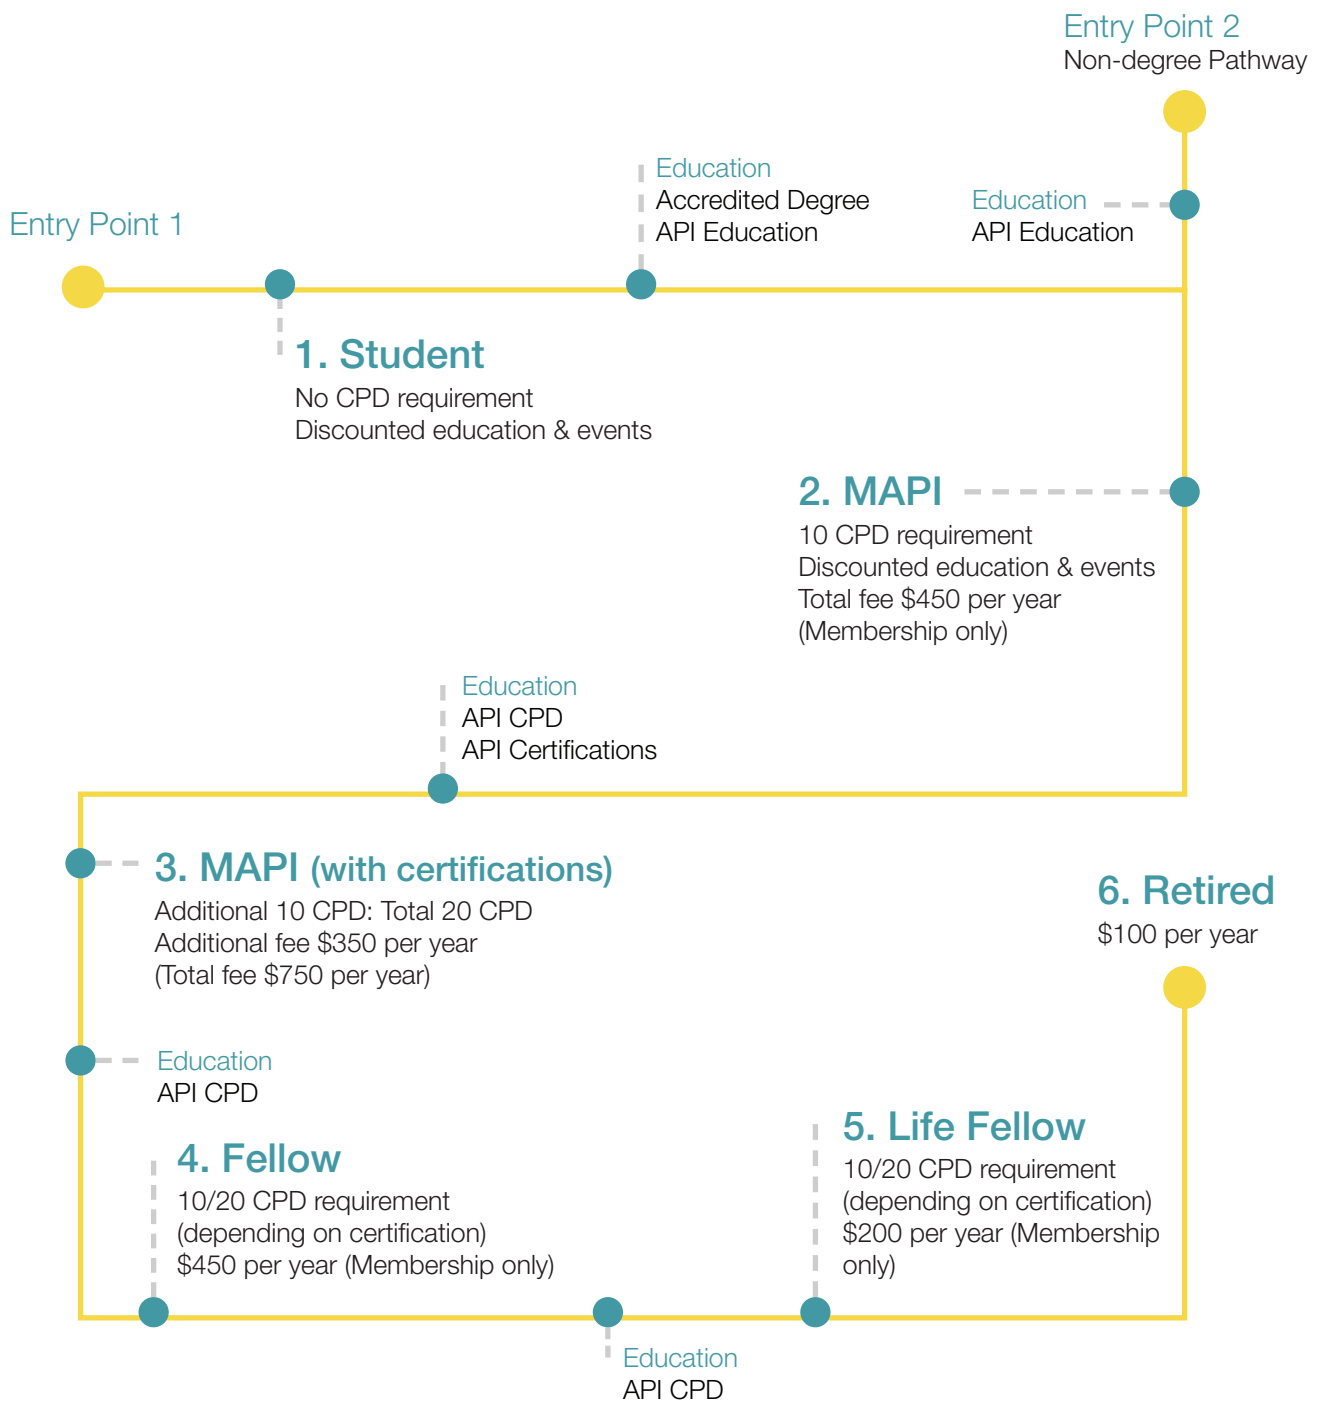 Entry Point 2
Non-degree Pathway
Education
Accredited Degree
API Education
Education
API Education
Entry Point 1
1. Student
No CPD requirement
Discounted education & events
2. MAPI
10 CPD requirement
Discounted education & events
Total fee $450 per year
(Membership only)
Education
API CPD
API Certifications
3. MAPI (with certifications)
Additional 10 CPD: Total 20 CPD
Additional fee $350 per year
(Total fee $750 per year)
6. Retired
$100 per year
Education
API CPD
4. Fellow
10/20 CPD requirement
(depending on certification)
$450 per year (Membership only)
5. Life Fellow
10/20 CPD requirement
(depending on certification)
$200 per year (Membership
only)
Education
API CPD